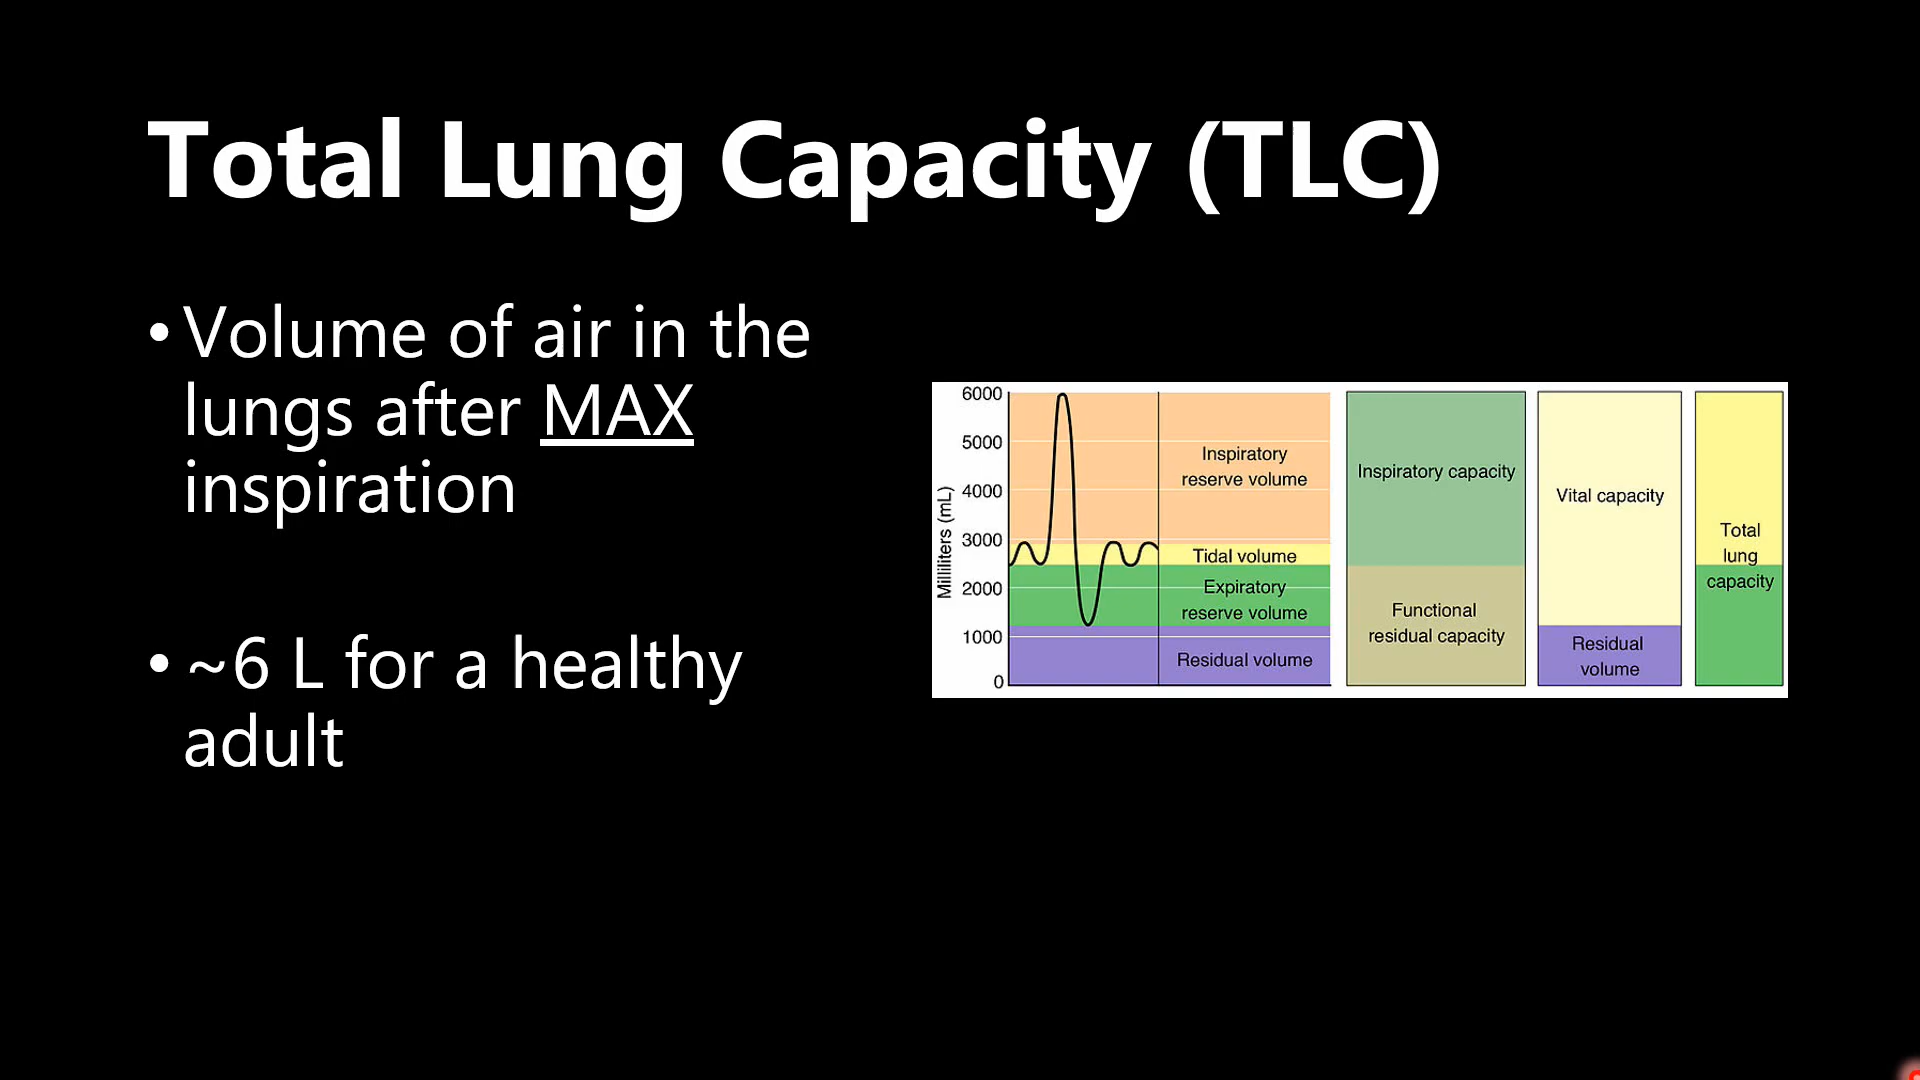 Total Lung Capacity (TLC)
• Volume of air in the
lungs after MAX
inspiration
• ~6 L for a healthy
adult
Milliliters (mL)
6000
5000
4000
3000
2000
1000
0
Inspiratory
reserve volume
Tidal volume
Expiratory
reserve volume
Residual volume
Inspiratory capacity
Functional
residual capacity
Vital capacity
Residual
volume
Total
lung
capacity